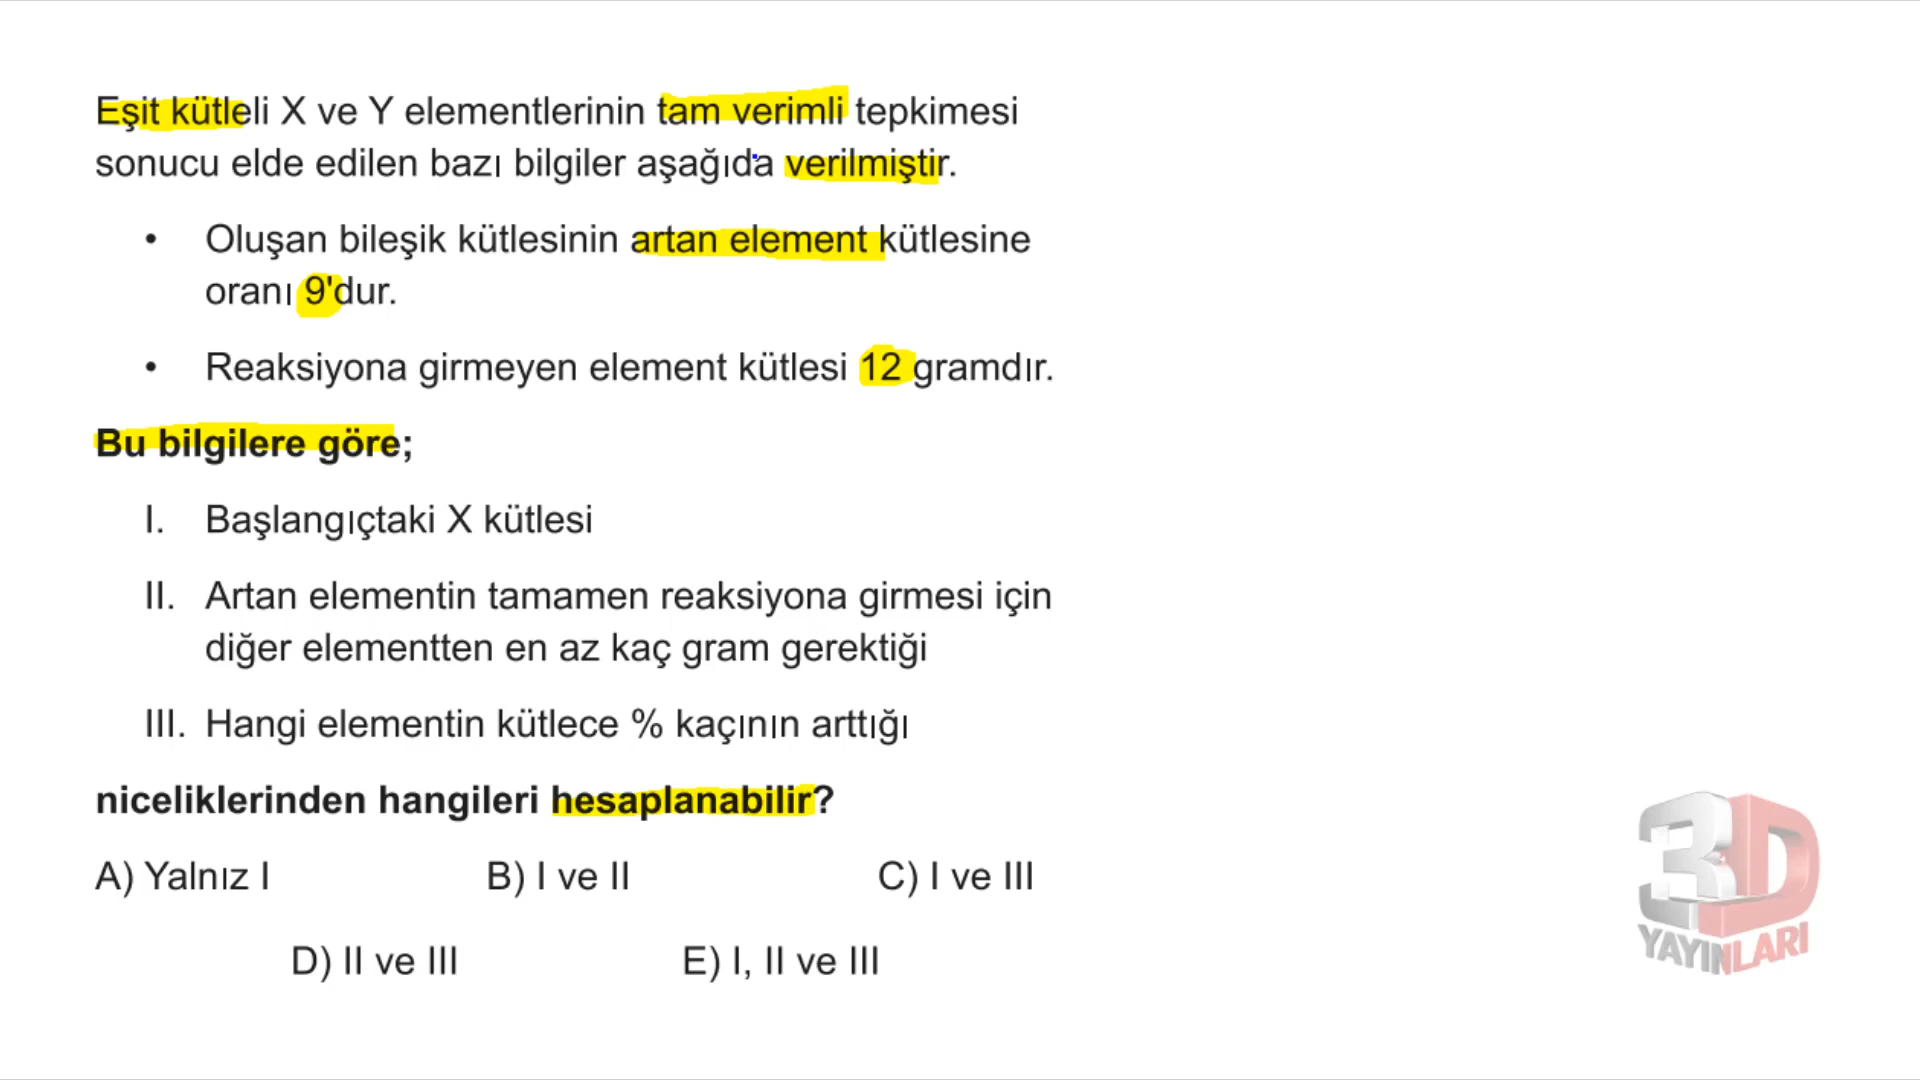 Eşit kütleli X ve Y elementlerinin tam verimli tepkimesi
sonucu elde edilen bazı bilgiler aşağıda verilmiştir.
• Oluşan bileşik kütlesinin artan element kütlesine
oranı 9'dur.
• Reaksiyona girmeyen element kütlesi 12 gramdır.
Bu bilgilere göre;
I. Başlangıçtaki X kütlesi
II. Artan elementin tamamen reaksiyona girmesi için
diğer elementten en az kaç gram gerektiği
III. Hangi elementin kütlece % kaçının arttığı
niceliklerinden hangileri hesaplanabilir?
A) Yalnız I B) I ve II C) I ve III
D) II ve III E) I, II ve III
3D
YAYINLARI